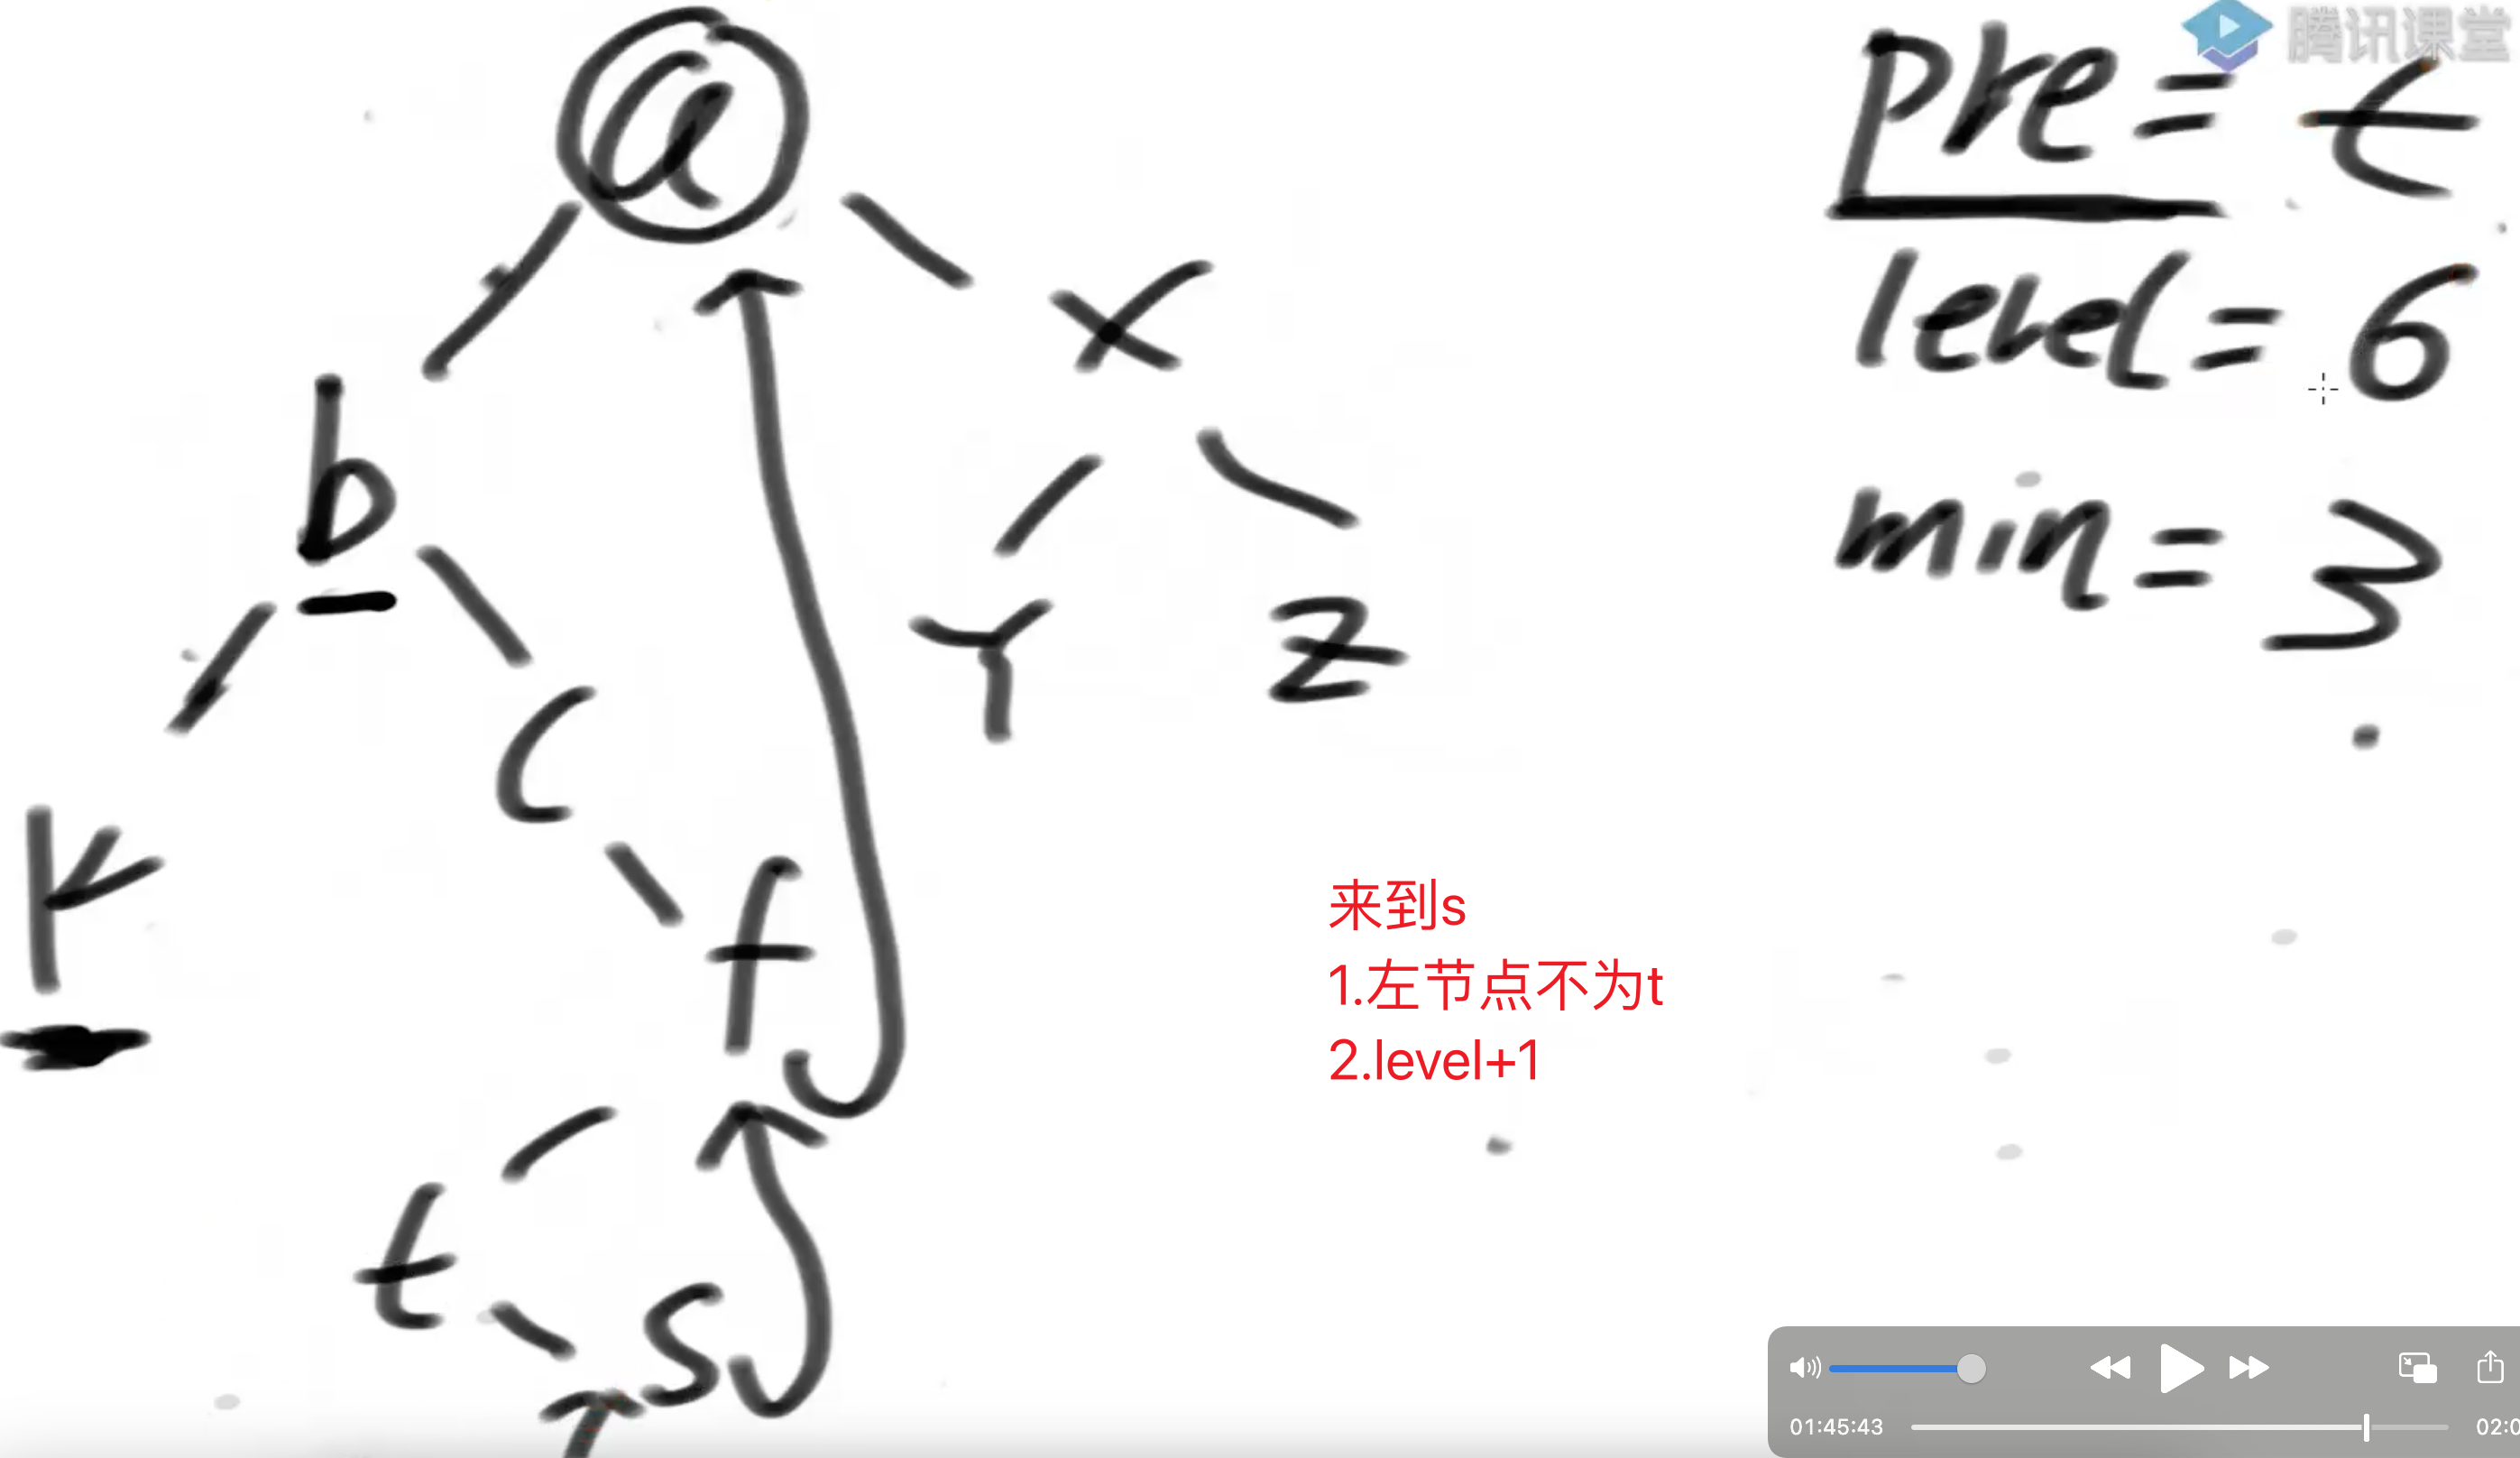 腾讯课堂
pre = t
level = 6
min = 3
a
x
b
Y
Z
c
k
f
来到s
1.左节点不为t
2.level+1
t
s
01:45:43
02:0